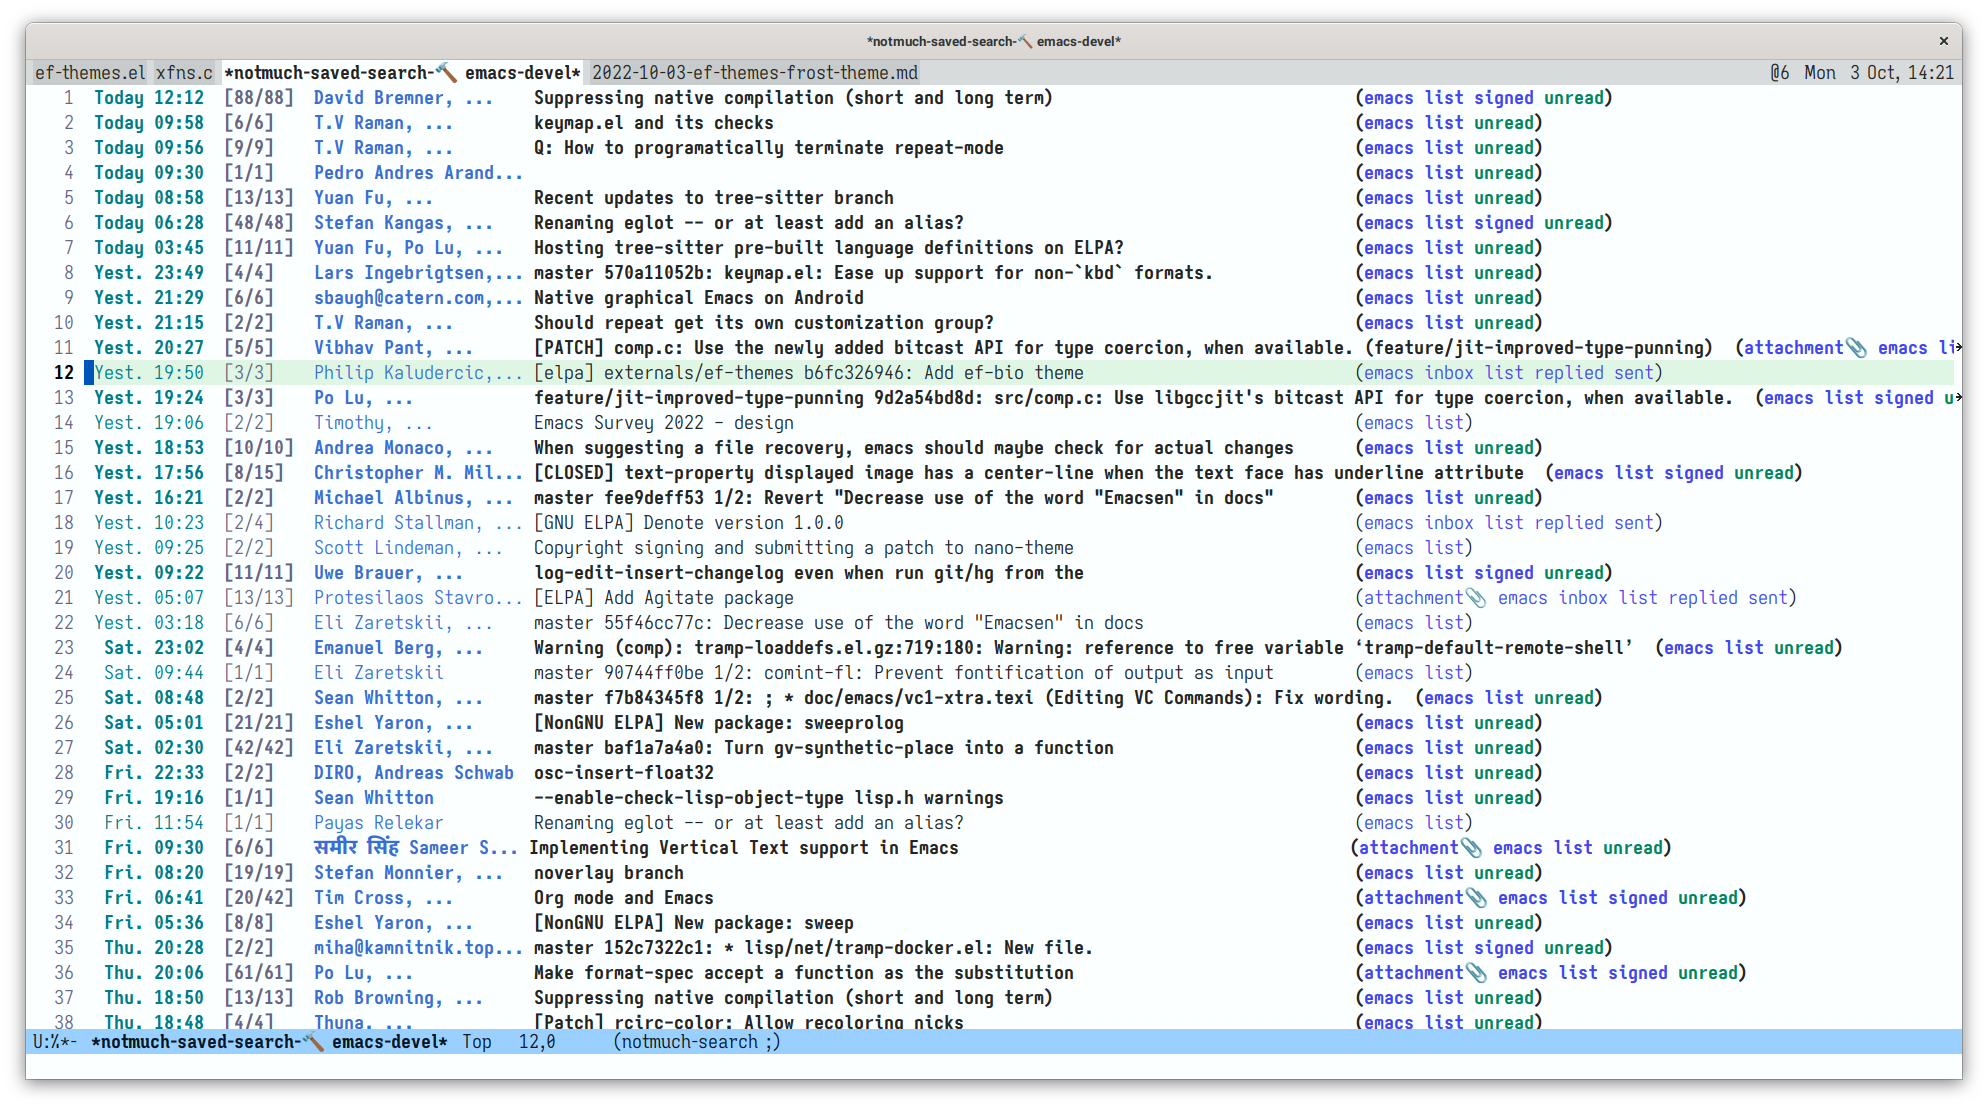 *notmuch-saved-search-🔨 emacs-devel* ×
ef-themes.el xfns.c *notmuch-saved-search-🔨 emacs-devel* 2022-10-03-ef-themes-frost-theme.md @6 Mon 3 Oct, 14:21
1 Today 12:12 [88/88] David Bremner, ... Suppressing native compilation (short and long term) (emacs list signed unread)
2 Today 09:58 [6/6] T.V Raman, ... keymap.el and its checks (emacs list unread)
3 Today 09:56 [9/9] T.V Raman, ... Q: How to programatically terminate repeat-mode (emacs list unread)
4 Today 09:30 [1/1] Pedro Andres Arand... (emacs list unread)
5 Today 08:58 [13/13] Yuan Fu, ... Recent updates to tree-sitter branch (emacs list unread)
6 Today 06:28 [48/48] Stefan Kangas, ... Renaming eglot -- or at least add an alias? (emacs list signed unread)
7 Today 03:45 [11/11] Yuan Fu, Po Lu, ... Hosting tree-sitter pre-built language definitions on ELPA? (emacs list unread)
8 Yest. 23:49 [4/4] Lars Ingebrigtsen,... master 570a11052b: keymap.el: Ease up support for non-`kbd` formats. (emacs list unread)
9 Yest. 21:29 [6/6] sbaugh@catern.com,... Native graphical Emacs on Android (emacs list unread)
10 Yest. 21:15 [2/2] T.V Raman, ... Should repeat get its own customization group? (emacs list unread)
11 Yest. 20:27 [5/5] Vibhav Pant, ... [PATCH] comp.c: Use the newly added bitcast API for type coercion, when available. (feature/jit-improved-type-punning) (attachment📎 emacs li
12 Yest. 19:50 [3/3] Philip Kaludercic,... [elpa] externals/ef-themes b6fc326946: Add ef-bio theme (emacs inbox list replied sent)
13 Yest. 19:24 [3/3] Po Lu, ... feature/jit-improved-type-punning 9d2a54bd8d: src/comp.c: Use libgccjit's bitcast API for type coercion, when available. (emacs list signed u
14 Yest. 19:06 [2/2] Timothy, ... Emacs Survey 2022 - design (emacs list)
15 Yest. 18:53 [10/10] Andrea Monaco, ... When suggesting a file recovery, emacs should maybe check for actual changes (emacs list unread)
16 Yest. 17:56 [8/15] Christopher M. Mil... [CLOSED] text-property displayed image has a center-line when the text face has underline attribute (emacs list signed unread)
17 Yest. 16:21 [2/2] Michael Albinus, ... master fee9deff53 1/2: Revert "Decrease use of the word "Emacsen" in docs" (emacs list unread)
18 Yest. 10:23 [2/4] Richard Stallman, ... [GNU ELPA] Denote version 1.0.0 (emacs inbox list replied sent)
19 Yest. 09:25 [2/2] Scott Lindeman, ... Copyright signing and submitting a patch to nano-theme (emacs list)
20 Yest. 09:22 [11/11] Uwe Brauer, ... log-edit-insert-changelog even when run git/hg from the (emacs list signed unread)
21 Yest. 05:07 [13/13] Protesilaos Stavro... [ELPA] Add Agitate package (attachment📎 emacs inbox list replied sent)
22 Yest. 03:18 [6/6] Eli Zaretskii, ... master 55f46cc77c: Decrease use of the word "Emacsen" in docs (emacs list)
23 Sat. 23:02 [4/4] Emanuel Berg, ... Warning (comp): tramp-loaddefs.el.gz:719:180: Warning: reference to free variable ‘tramp-default-remote-shell’ (emacs list unread)
24 Sat. 09:44 [1/1] Eli Zaretskii master 90744ff0be 1/2: comint-fl: Prevent fontification of output as input (emacs list)
25 Sat. 08:48 [2/2] Sean Whitton, ... master f7b84345f8 1/2: ; * doc/emacs/vc1-xtra.texi (Editing VC Commands): Fix wording. (emacs list unread)
26 Sat. 05:01 [21/21] Eshel Yaron, ... [NonGNU ELPA] New package: sweeprolog (emacs list unread)
27 Sat. 02:30 [42/42] Eli Zaretskii, ... master baf1a7a4a0: Turn gv-synthetic-place into a function (emacs list unread)
28 Fri. 22:33 [2/2] DIRO, Andreas Schwab osc-insert-float32 (emacs list unread)
29 Fri. 19:16 [1/1] Sean Whitton --enable-check-lisp-object-type lisp.h warnings (emacs list unread)
30 Fri. 11:54 [1/1] Payas Relekar Renaming eglot -- or at least add an alias? (emacs list)
31 Fri. 09:30 [6/6] समीर सिंह Sameer S... Implementing Vertical Text support in Emacs (attachment📎 emacs list unread)
32 Fri. 08:20 [19/19] Stefan Monnier, ... noverlay branch (emacs list unread)
33 Fri. 06:41 [20/42] Tim Cross, ... Org mode and Emacs (attachment📎 emacs list signed unread)
34 Fri. 05:36 [8/8] Eshel Yaron, ... [NonGNU ELPA] New package: sweep (emacs list unread)
35 Thu. 20:28 [2/2] miha@kamnitnik.top... master 152c7322c1: * lisp/net/tramp-docker.el: New file. (emacs list signed unread)
36 Thu. 20:06 [61/61] Po Lu, ... Make format-spec accept a function as the substitution (attachment📎 emacs list signed unread)
37 Thu. 18:50 [13/13] Rob Browning, ... Suppressing native compilation (short and long term) (emacs list unread)
38 Thu. 18:48 [4/4] Thuna, ... [Patch] rcirc-color: Allow recoloring nicks (emacs list unread)
U:%*- *notmuch-saved-search-🔨 emacs-devel* Top 12,0 (notmuch-search ;)